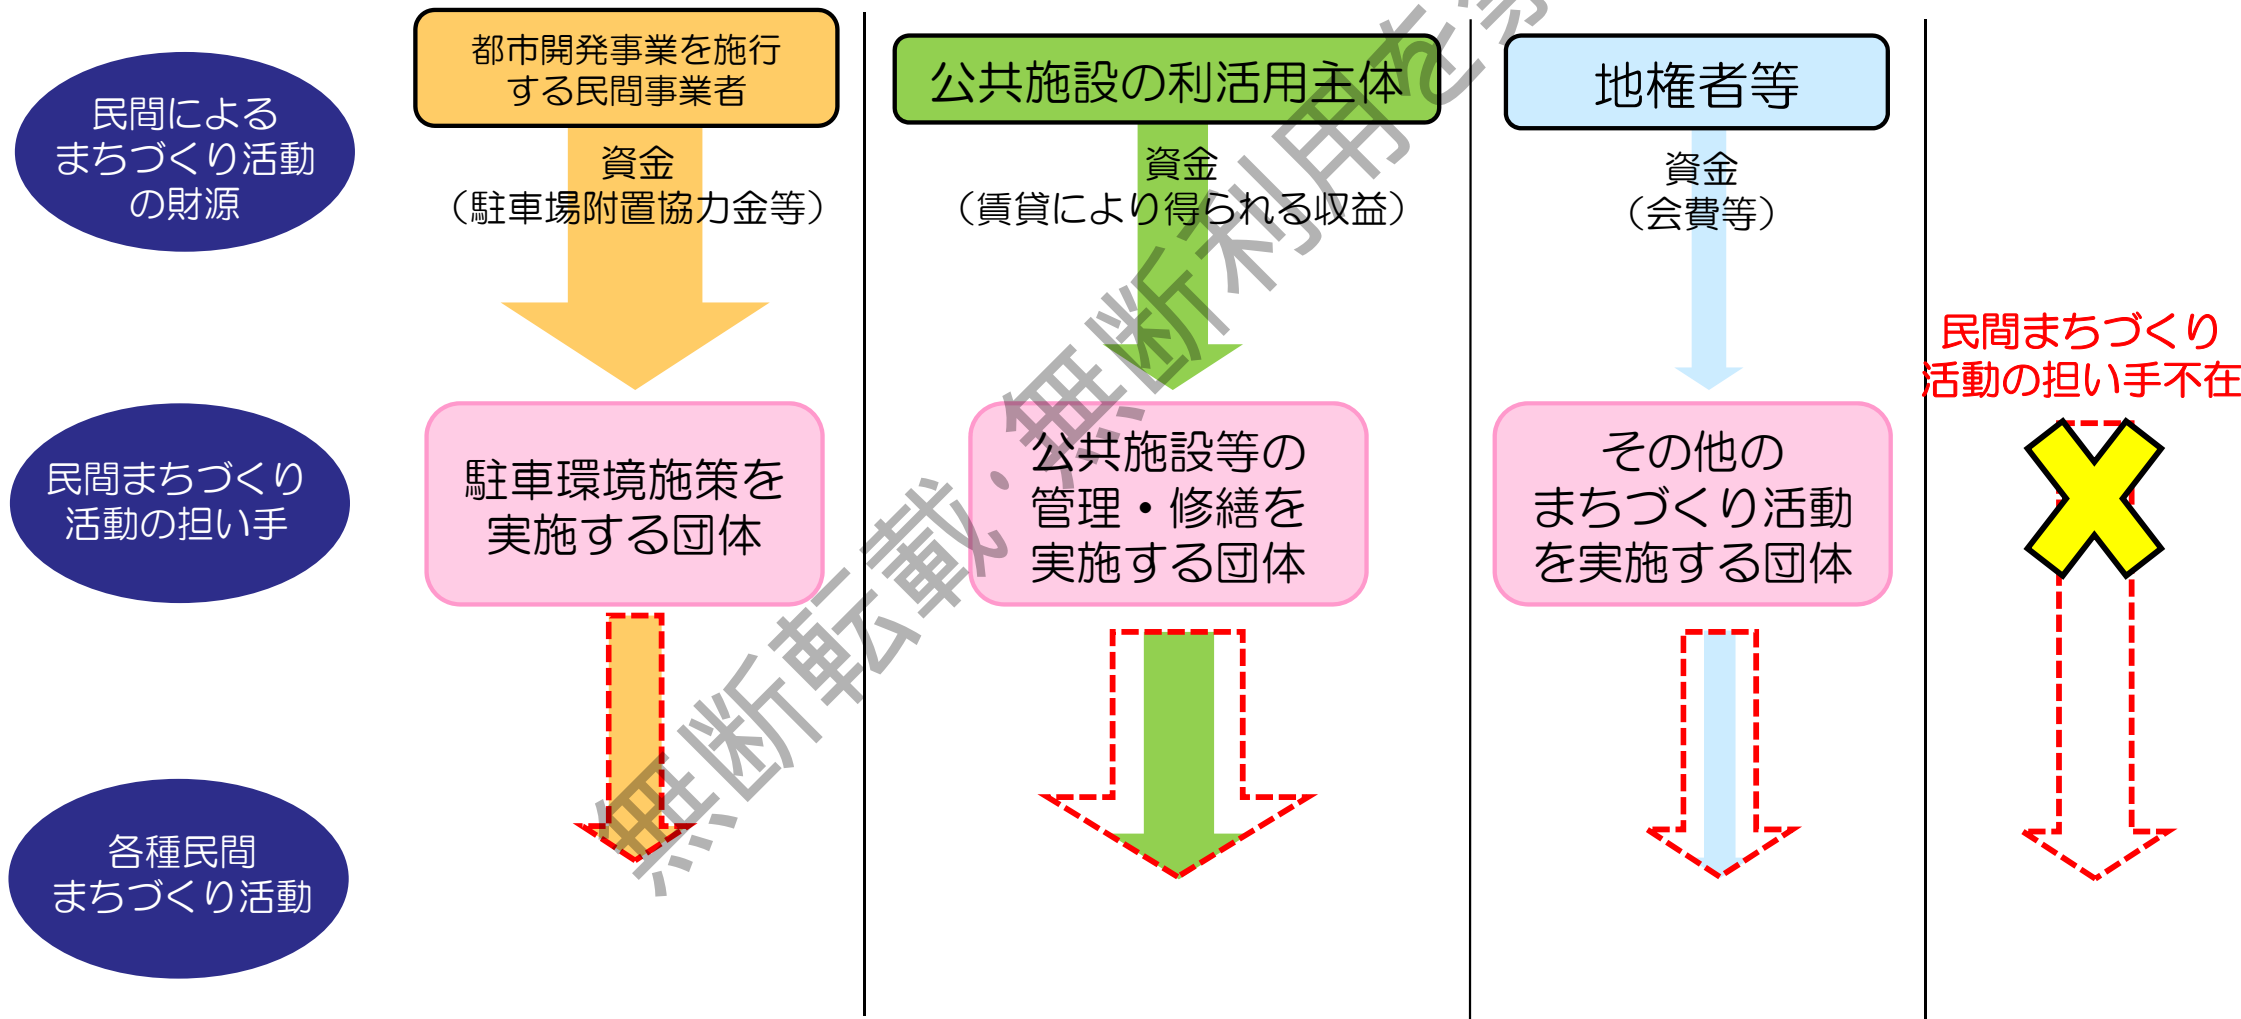 民間による
まちづくり活動
の財源
都市開発事業を施行
する民間事業者
公共施設の利活用主体
地権者等
資金
（駐車場附置協力金等）
資金
（賃貸により得られる収益）
資金
（会費等）
民間まちづくり
活動の担い手不在
民間まちづくり
活動の担い手
駐車環境施策を
実施する団体
公共施設等の
管理・修繕を
実施する団体
その他の
まちづくり活動
を実施する団体
各種民間
まちづくり活動
無断転載・無断利用を